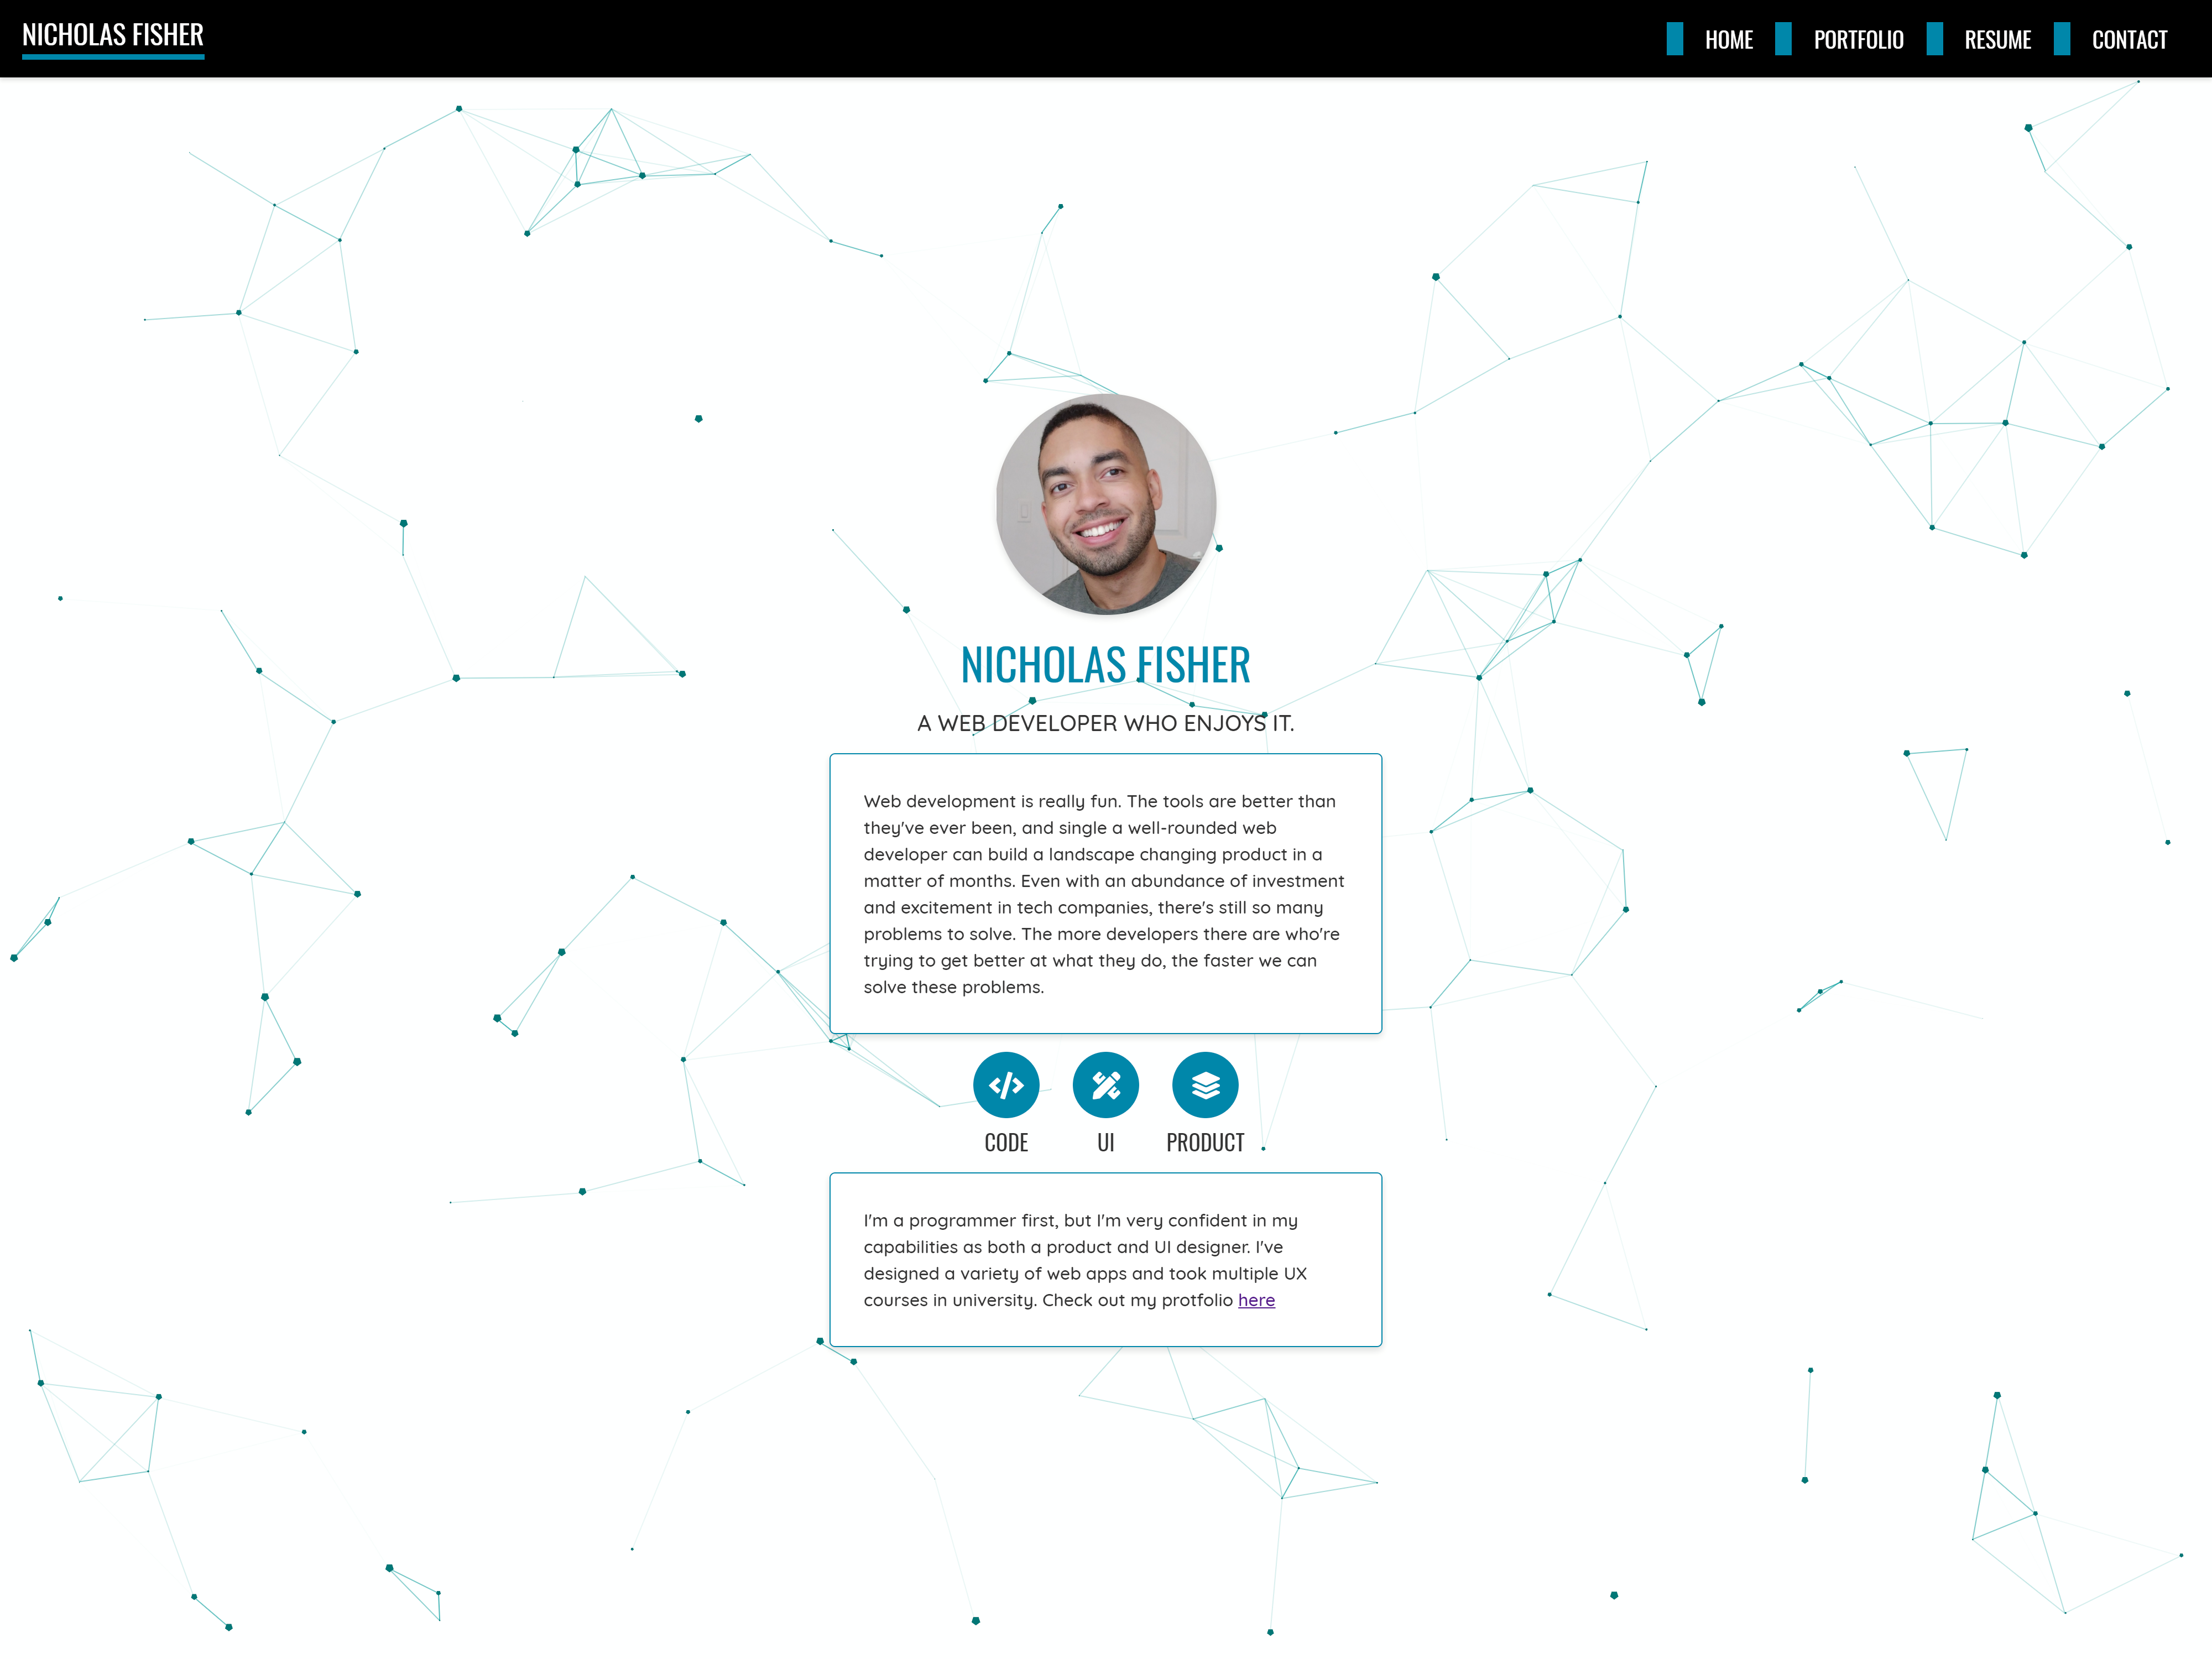 NICHOLAS FISHER
HOME PORTFOLIO RESUME CONTACT
NICHOLAS FISHER
A WEB DEVELOPER WHO ENJOYS IT.
Web development is really fun. The tools are better than
they've ever been, and single a well-rounded web
developer can build a landscape changing product in a
matter of months. Even with an abundance of investment
and excitement in tech companies, there's still so many
problems to solve. The more developers there are who're
trying to get better at what they do, the faster we can
solve these problems.
CODE UI PRODUCT
I'm a programmer first, but I'm very confident in my
capabilities as both a product and UI designer. I've
designed a variety of web apps and took multiple UX
courses in university. Check out my protfolio here